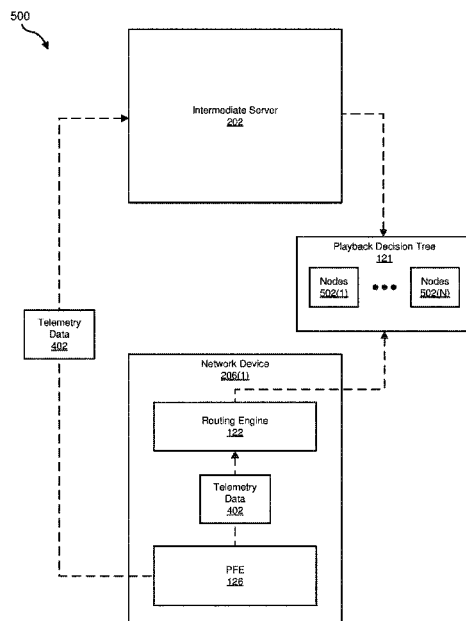 500
Intermediate Server
202
Playback Decision Tree
121
Nodes
502(1)
Nodes
502(N)
Telemetry
Data
402
Network Device
206(1)
Routing Engine
122
Telemetry
Data
402
PFE
126